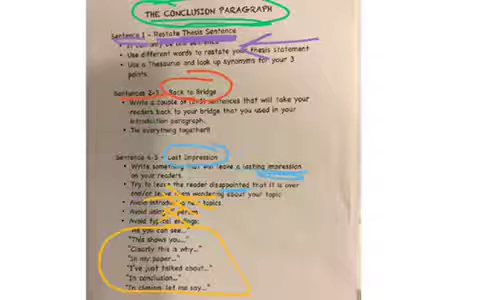 THE CONCLUSION PARAGRAPH
Sentence 1 - Restate Thesis Sentence
• It can only be one sentence
• Use different words to restate your thesis statement
• Use a Thesaurus and look up synonyms for your 3
points.
Sentences 2-3 - Back to Bridge
• Write a couple of (2-3) sentences that will take your
readers back to your bridge that you used in your
introduction paragraph.
• Tie everything together!!
Sentence 4-5 - Last Impression
• Write something that will leave a lasting impression
on your readers.
• Try to leave the reader disappointed that it is over
and/or leave them wondering about your topic
• Avoid introducing new topics
• Avoid using
• Avoid typical endings:
"As you can see..."
"This shows you..."
"Clearly this is why..."
"In my paper..."
"I've just talked about..."
"In conclusion..."
"In closing, let me say..."